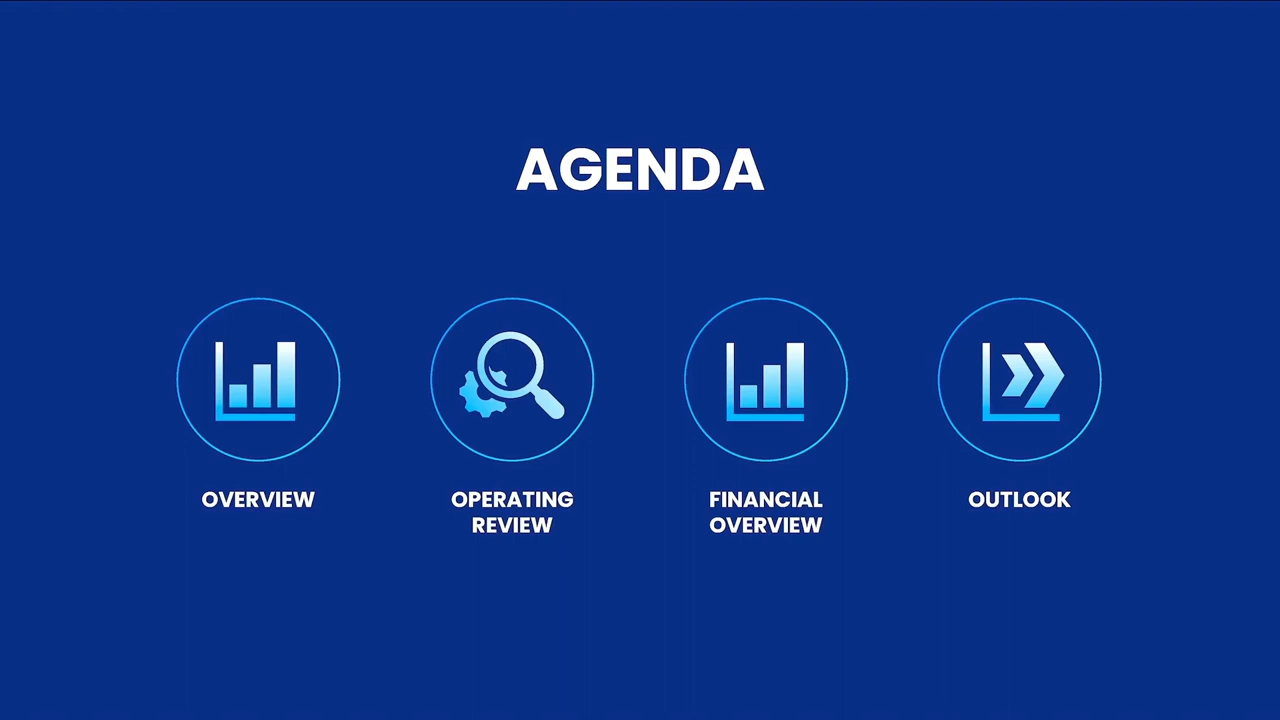 AGENDA
OVERVIEW
OPERATING
REVIEW
FINANCIAL
OVERVIEW
OUTLOOK